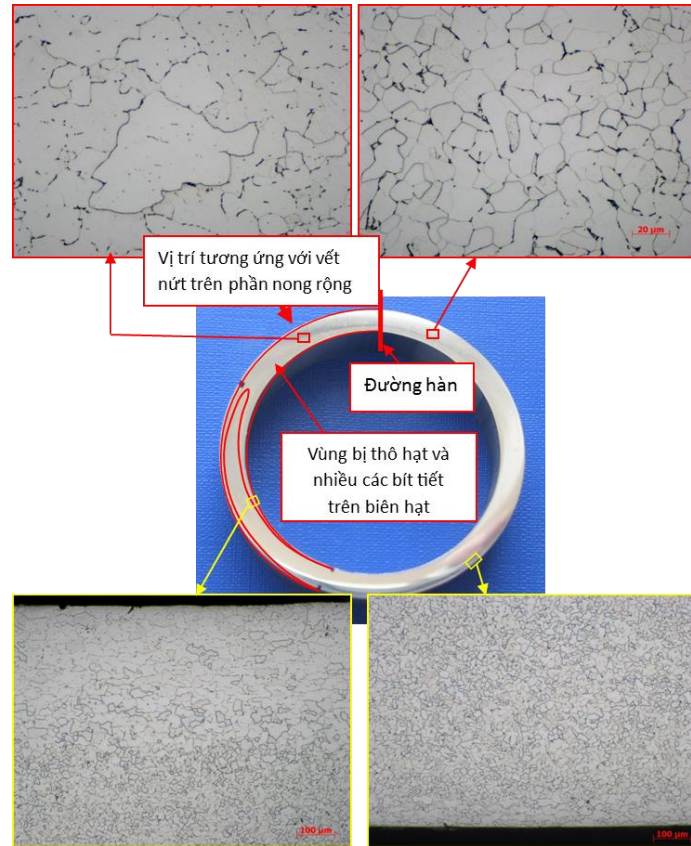 20 µm
Vị trí tương ứng với vết
nứt trên phần nong rộng
Đường hàn
Vùng bị thô hạt và
nhiều các bít tiết
trên biên hạt
100 µm
100 µm